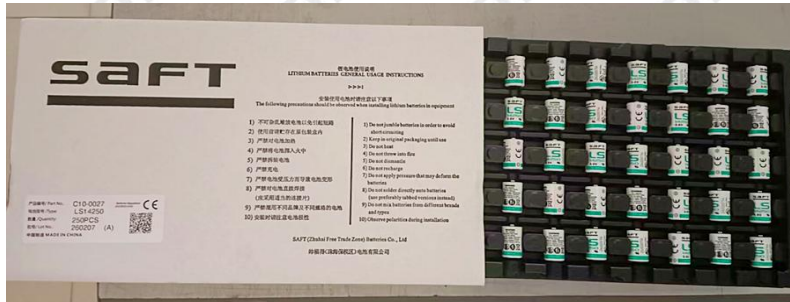 SAFT
产品编号/Part No. C10-0027
电池型号/Type LS14250
数量/Quantity 250PCS
批号/Lot No. 260207 (A)
中国制造 MADE IN CHINA
CE
锂电池使用说明
LITHIUM BATTERIES GENERAL USAGE INSTRUCTIONS
>>>>
安装使用电池时请注意以下事项
The following precautions should be observed when installing lithium batteries in equipment
1) 不可杂乱堆放电池以免引起短路
2) 使用前请贮存在原包装盒内
3) 严禁对电池加热
4) 严禁将电池投入火中
5) 严禁拆卸电池
6) 严禁充电
7) 严禁电池受压力而导致电池变形
8) 严禁对电池直接焊接
(应采用适当的连接片)
9) 严禁混用不同品牌及不同规格的电池
10) 安装时请注意电池极性
1) Do not jumble batteries in order to avoid
short-circuiting
2) Keep in original packaging until use
3) Do not heat
4) Do not throw into fire
5) Do not dismantle
6) Do not recharge
7) Do not apply pressure that may deform the
batteries
8) Do not solder directly onto batteries
(use preferably tabbed versions instead)
9) Do not mix batteries from different brands
and types
10) Observe polarities during installation
SAFT (Zhuhai Free Trade Zone) Batteries Co., Ltd
帅福得(珠海保税区)电池有限公司